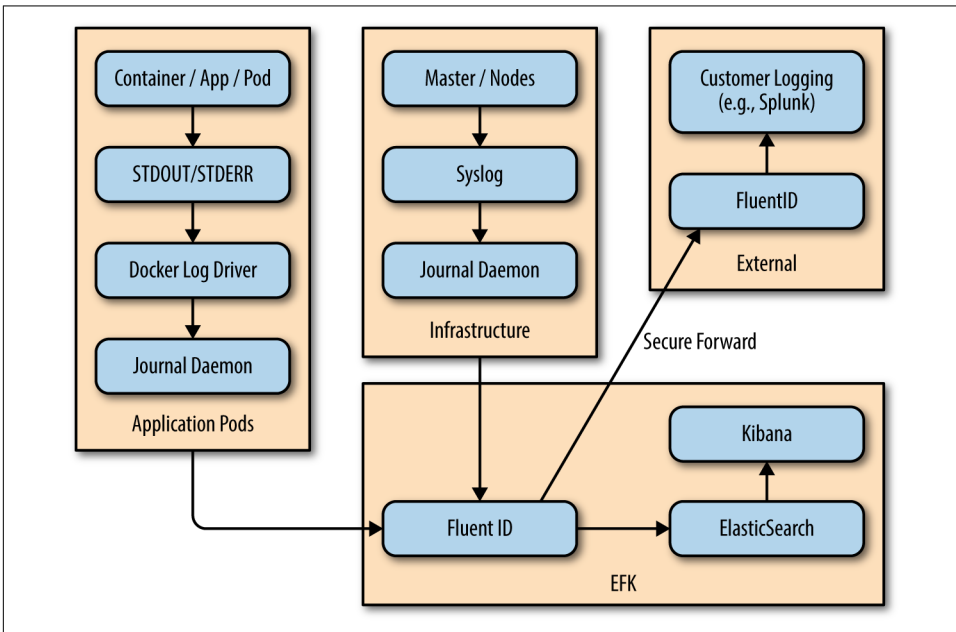 Container / App / Pod
STDOUT/STDERR
Docker Log Driver
Journal Daemon
Application Pods
Master / Nodes
Syslog
Journal Daemon
Infrastructure
Customer Logging
(e.g., Splunk)
FluentID
External
Secure Forward
Kibana
Fluent ID
ElasticSearch
EFK